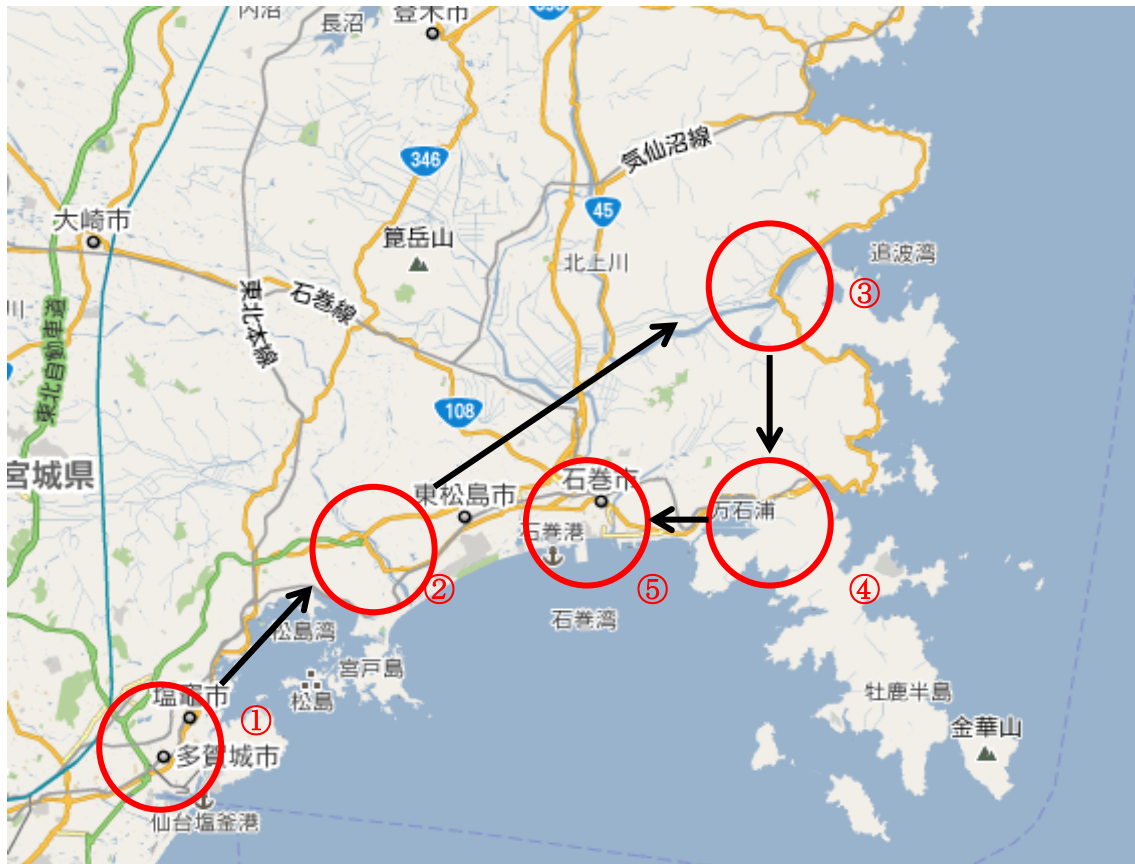 内沼
長沼
登米市
398
346
気仙沼線
大崎市
45
箟岳山
北上川
追波湾
③
川
石巻線
東北本線
東北自動車道
108
宮城県
東松島市
石巻市
万石浦
石巻港
②
⑤
④
松島湾
石巻湾
宮戸島
松島
牡鹿半島
塩竈市
①
金華山
多賀城市
仙台塩釜港